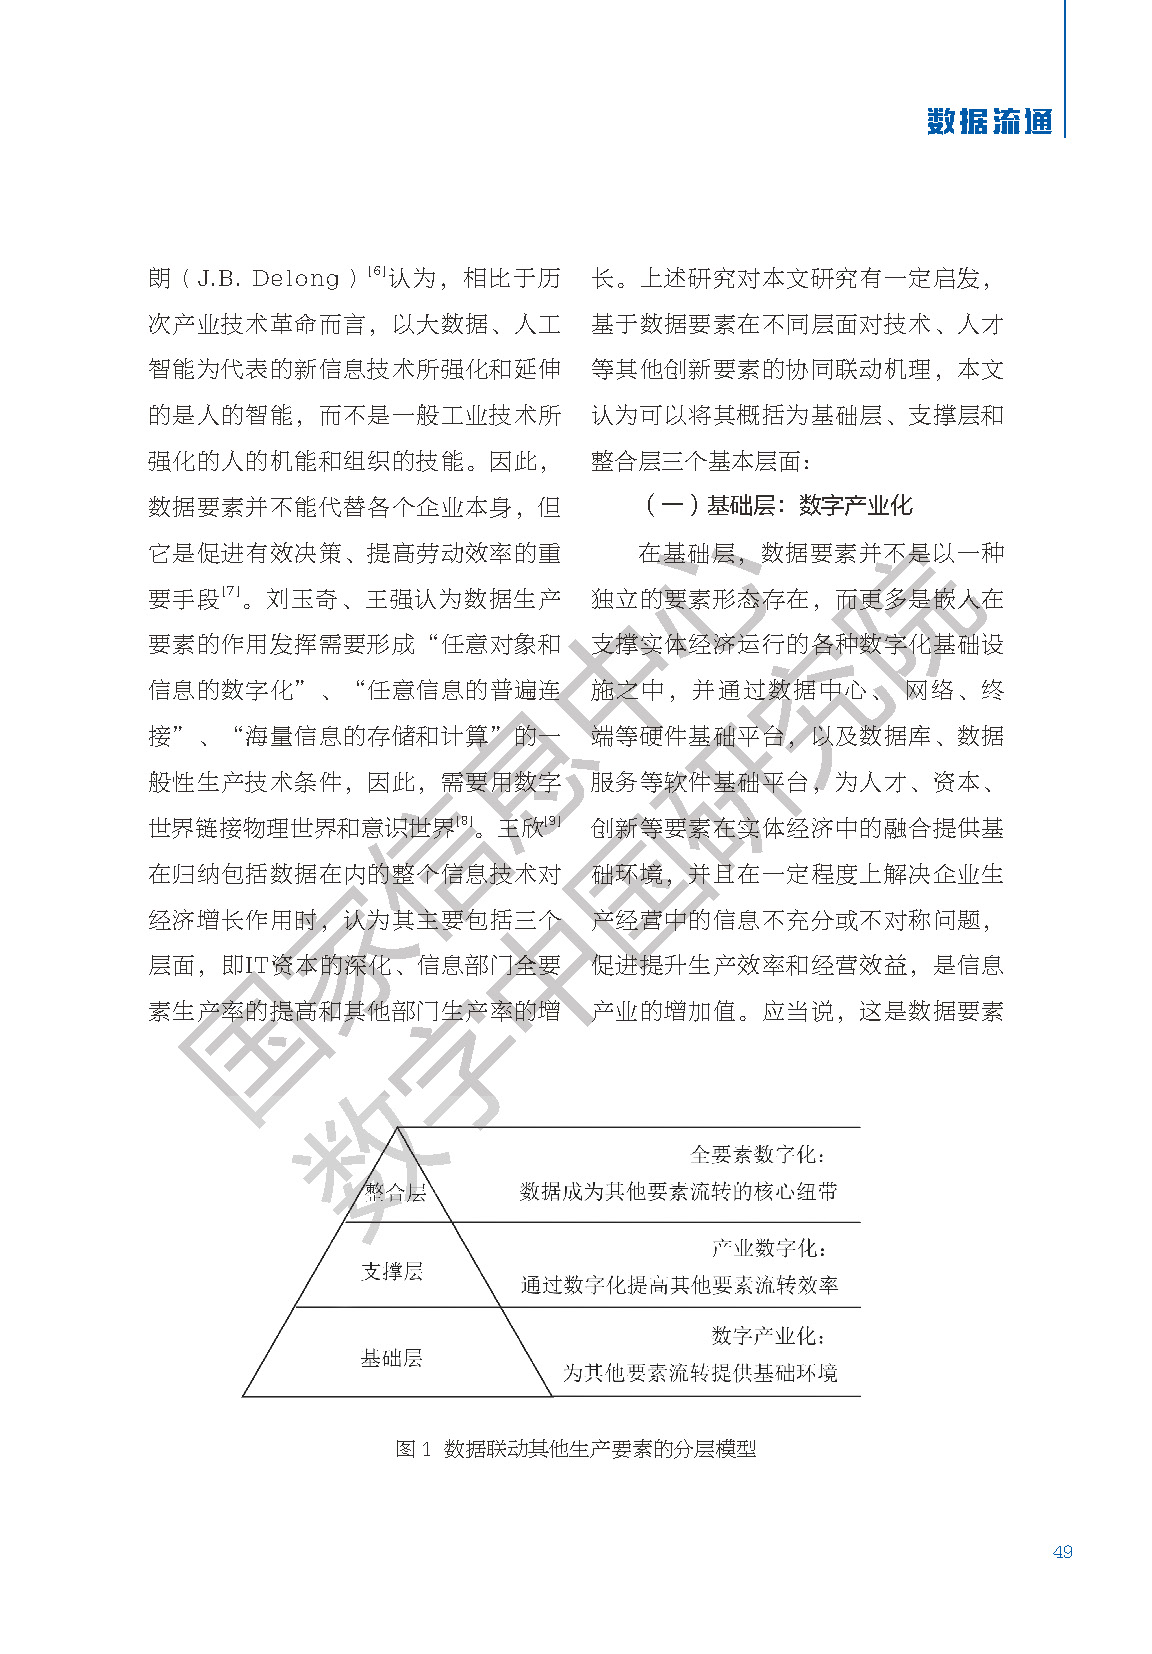 数据流通
朗（J.B. Delong）[6]认为，相比于历
次产业技术革命而言，以大数据、人工
智能为代表的新信息技术所强化和延伸
的是人的智能，而不是一般工业技术所
强化的人的机能和组织的技能。因此，
数据要素并不能代替各个企业本身，但
它是促进有效决策、提高劳动效率的重
要手段[7]。刘玉奇、王强认为数据生产
要素的作用发挥需要形成“任意对象和
信息的数字化”、“任意信息的普遍连
接”、“海量信息的存储和计算”的一
般性生产技术条件，因此，需要用数字
世界链接物理世界和意识世界[8]。王欣[9]
在归纳包括数据在内的整个信息技术对
经济增长作用时，认为其主要包括三个
层面，即IT资本的深化、信息部门全要
素生产率的提高和其他部门生产率的增
长。上述研究对本文研究有一定启发，
基于数据要素在不同层面对技术、人才
等其他创新要素的协同联动机理，本文
认为可以将其概括为基础层、支撑层和
整合层三个基本层面：
（一）基础层：数字产业化
在基础层，数据要素并不是以一种
独立的要素形态存在，而更多是嵌入在
支撑实体经济运行的各种数字化基础设
施之中，并通过数据中心、 网络、终
端等硬件基础平台，以及数据库、数据
服务等软件基础平台，为人才、资本、
创新等要素在实体经济中的融合提供基
础环境，并且在一定程度上解决企业生
产经营中的信息不充分或不对称问题，
促进提升生产效率和经营效益，是信息
产业的增加值。应当说，这是数据要素
国家信息中心
数字中国研究院
全要素数字化：
整合层 数据成为其他要素流转的核心纽带
产业数字化：
支撑层
通过数字化提高其他要素流转效率
数字产业化：
基础层
为其他要素流转提供基础环境
图 1 数据联动其他生产要素的分层模型
49